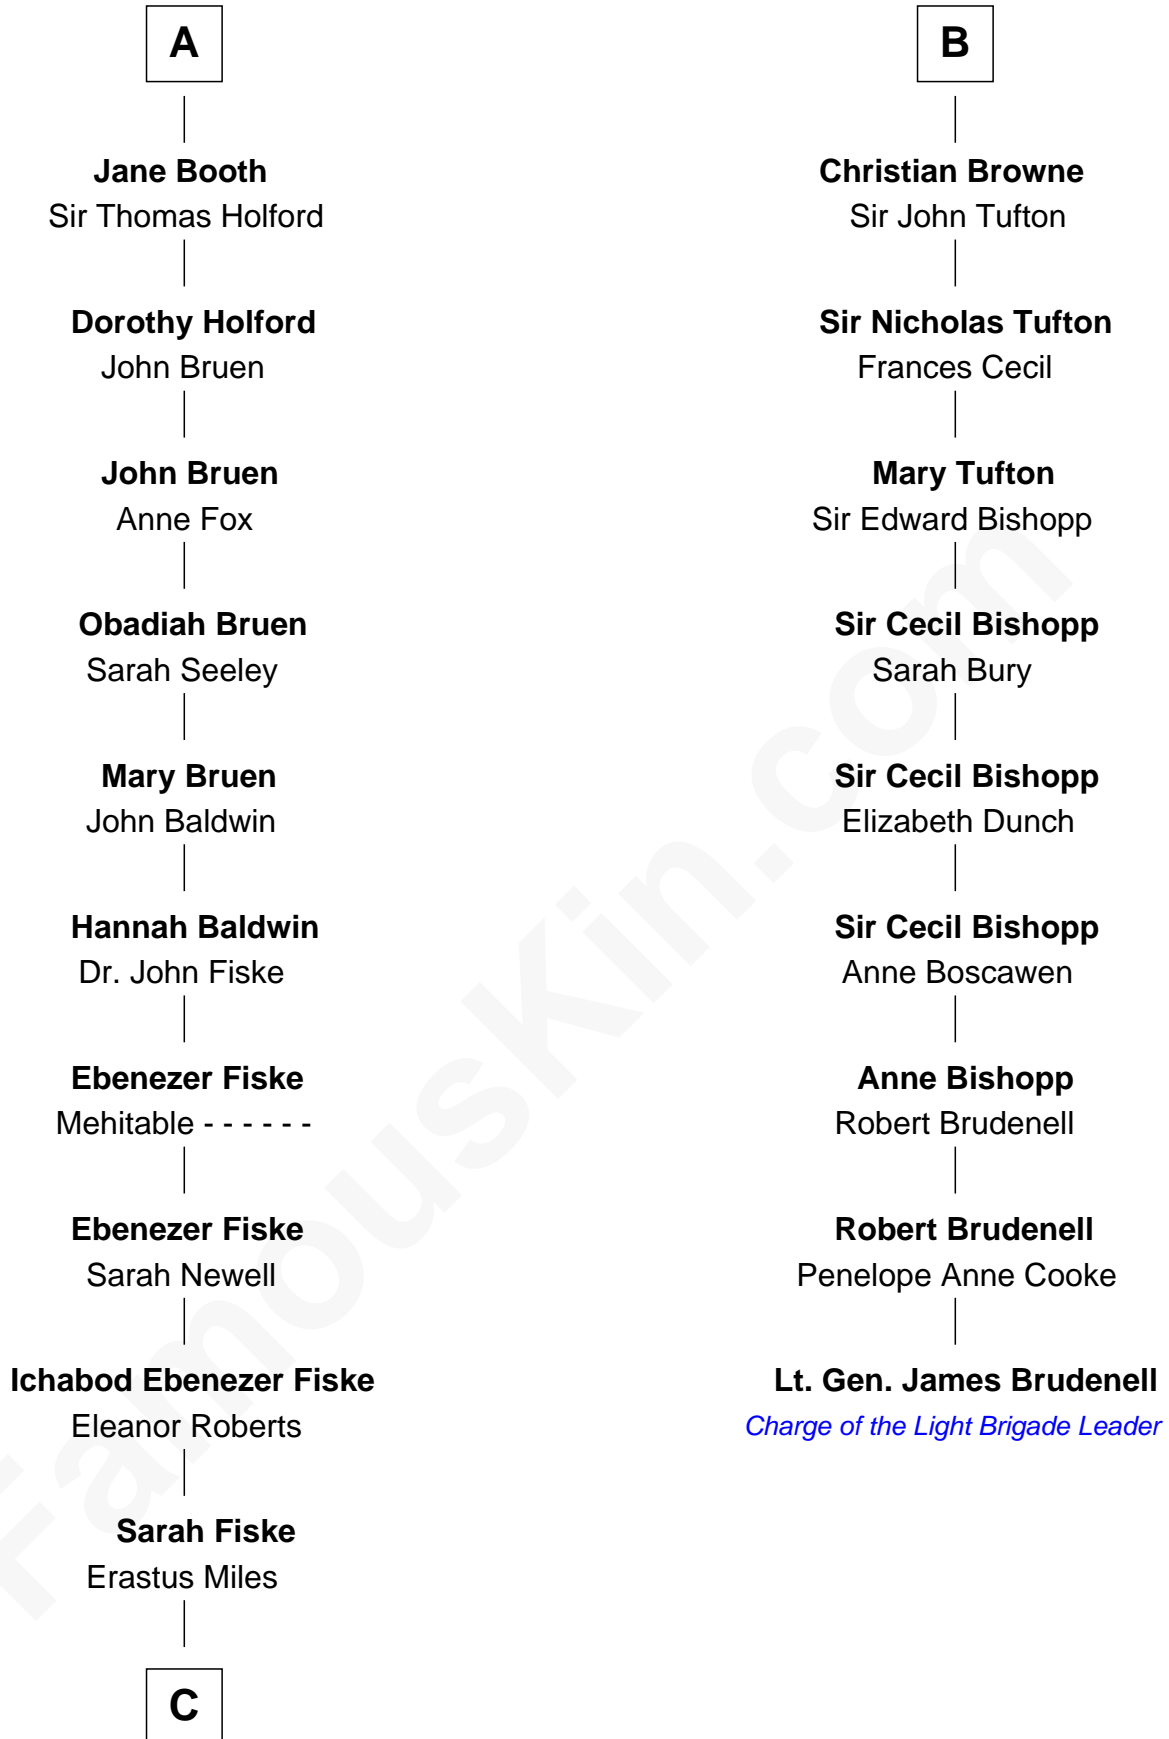 A
Jane Booth
Sir Thomas Holford
Dorothy Holford
John Bruen
John Bruen
Anne Fox
Obadiah Bruen
Sarah Seeley
Mary Bruen
John Baldwin
Hannah Baldwin
Dr. John Fiske
Ebenezer Fiske
Mehitable - - - - - -
Ebenezer Fiske
Sarah Newell
Ichabod Ebenezer Fiske
Eleanor Roberts
Sarah Fiske
Erastus Miles
C
B
Christian Browne
Sir John Tufton
Sir Nicholas Tufton
Frances Cecil
Mary Tufton
Sir Edward Bishopp
Sir Cecil Bishopp
Sarah Bury
Sir Cecil Bishopp
Elizabeth Dunch
Sir Cecil Bishopp
Anne Boscawen
Anne Bishopp
Robert Brudenell
Robert Brudenell
Penelope Anne Cooke
Lt. Gen. James Brudenell
Charge of the Light Brigade Leader
FamousKin.com